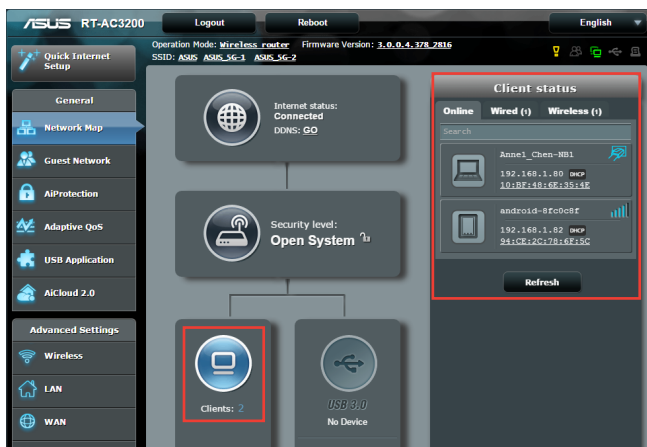 ASUS RT-AC3200
Logout
Reboot
English
Quick Internet
Setup
Operation Mode: Wireless router Firmware Version: 3.0.0.4.378_2816
SSID: ASUS ASUS_5G-1 ASUS_5G-2
General
Network Map
Guest Network
AiProtection
Adaptive QoS
USB Application
AiCloud 2.0
Advanced Settings
Wireless
LAN
WAN
Internet status:
Connected
DDNS: GO
Security level:
Open System
Clients: 2
USB 3.0
No Device
Client status
Online Wired (1) Wireless (1)
Search
Anne1_Chen-NB1
192.168.1.80 DHCP
10:BF:48:6E:35:4E
android-8fc0c8f
192.168.1.82 DHCP
94:CE:2C:78:6F:5C
Refresh